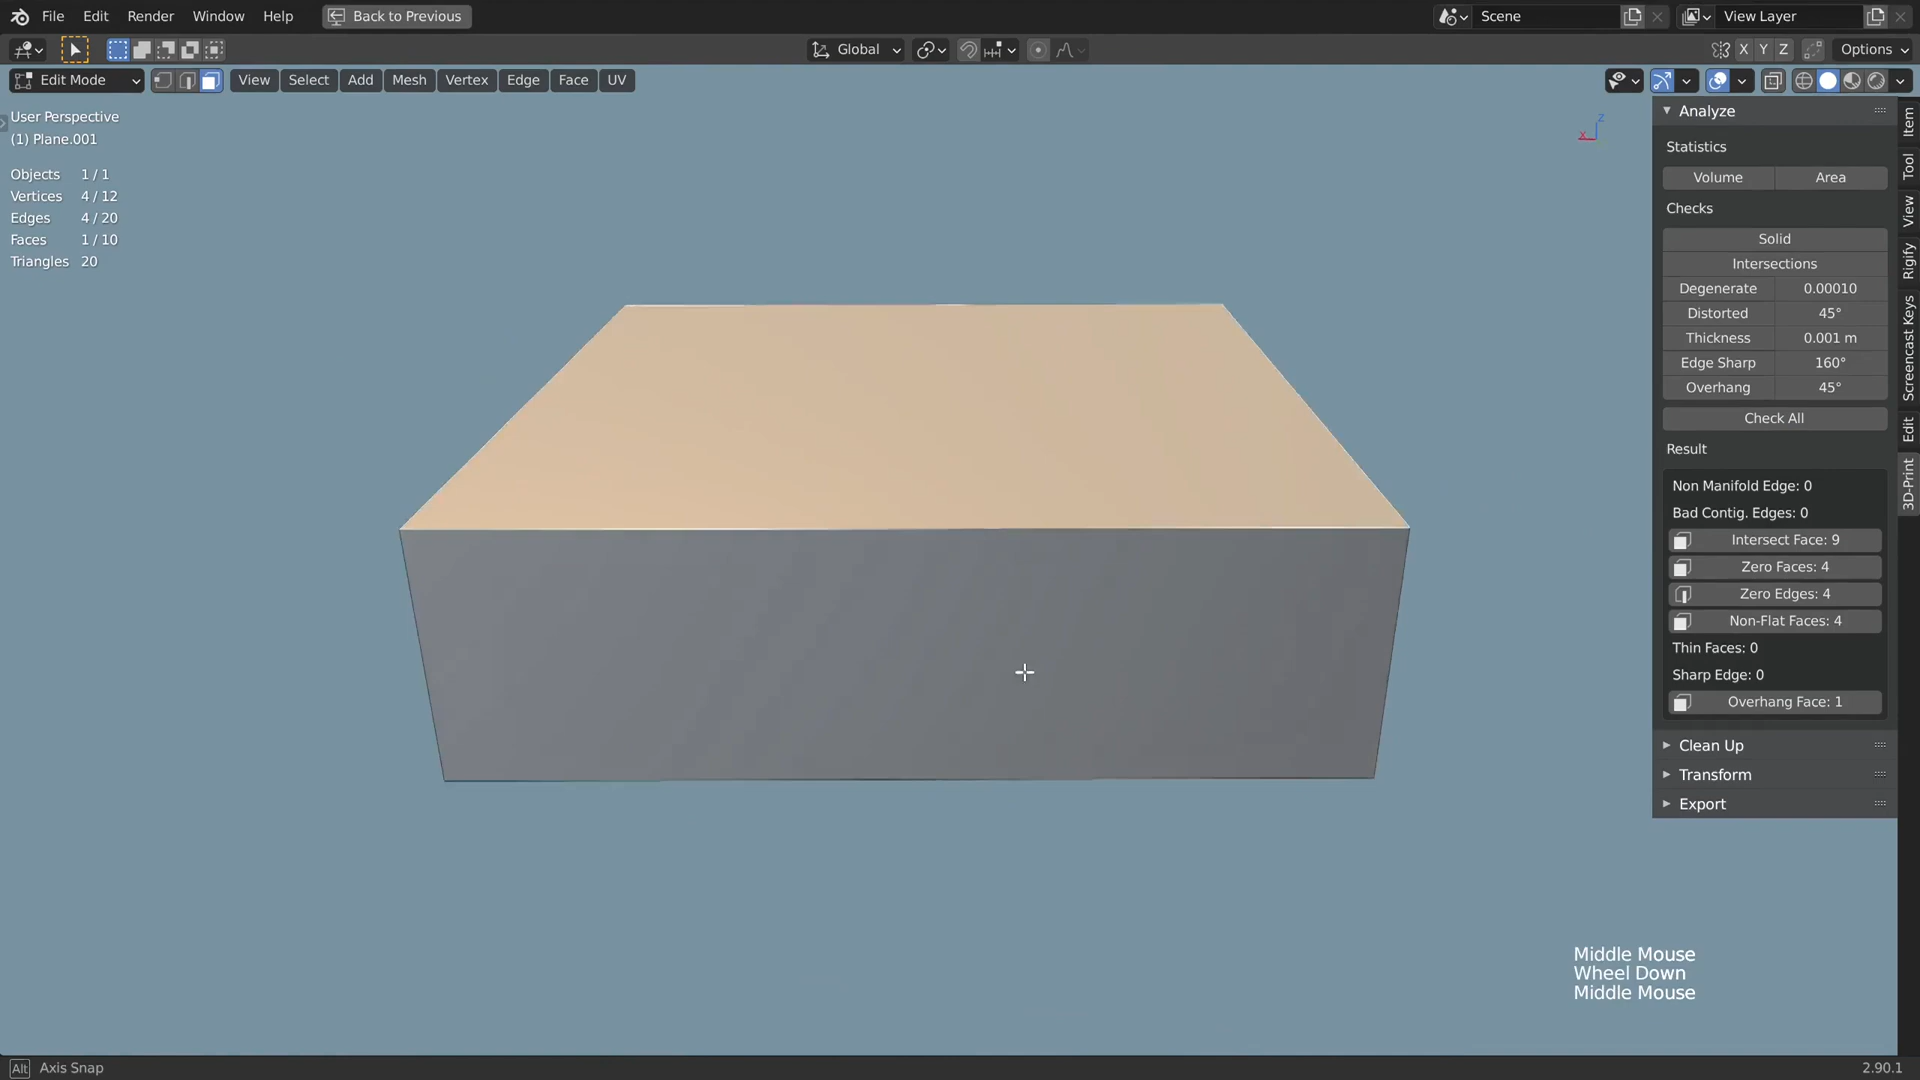 File Edit Render Window Help Back to Previous Scene View Layer
Global X Y Z Options
Edit Mode View Select Add Mesh Vertex Edge Face UV
User Perspective
(1) Plane.001
Objects 1 / 1
Vertices 4 / 12
Edges 4 / 20
Faces 1 / 10
Triangles 20
X Z
Analyze
Statistics
Volume Area
Checks
Solid
Intersections
Degenerate 0.00010
Distorted 45°
Thickness 0.001 m
Edge Sharp 160°
Overhang 45°
Check All
Result
Non Manifold Edge: 0
Bad Contig. Edges: 0
Intersect Face: 9
Zero Faces: 4
Zero Edges: 4
Non-Flat Faces: 4
Thin Faces: 0
Sharp Edge: 0
Overhang Face: 1
Clean Up
Transform
Export
Item
Tool
View
Rigify
Screencast Keys
Edit
3D-Print
Middle Mouse
Wheel Down
Middle Mouse
Alt Axis Snap 2.90.1